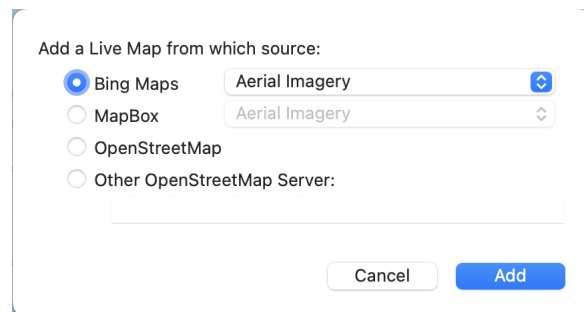 Add a Live Map from which source:
Bing Maps Aerial Imagery
MapBox Aerial Imagery
OpenStreetMap
Other OpenStreetMap Server:
Cancel Add